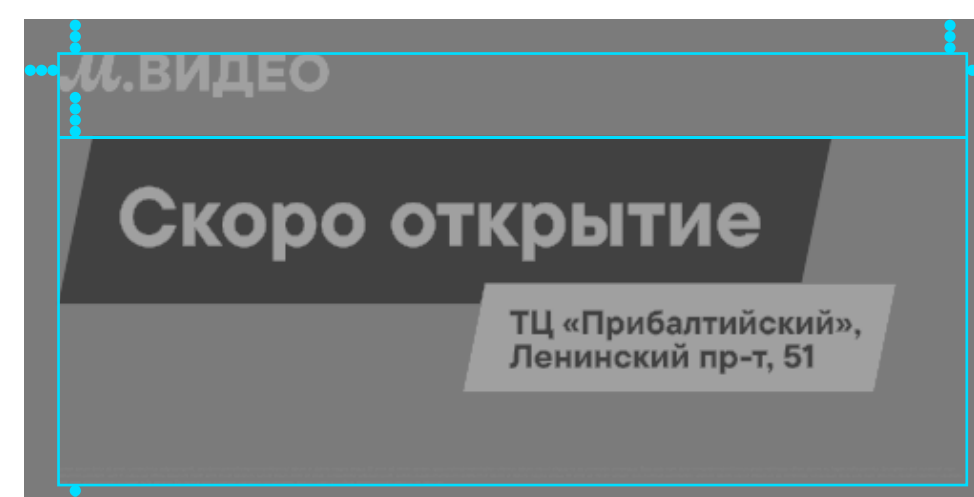 м.ВИДЕО
Скоро открытие
ТЦ «Прибалтийский»,
Ленинский пр-т, 51